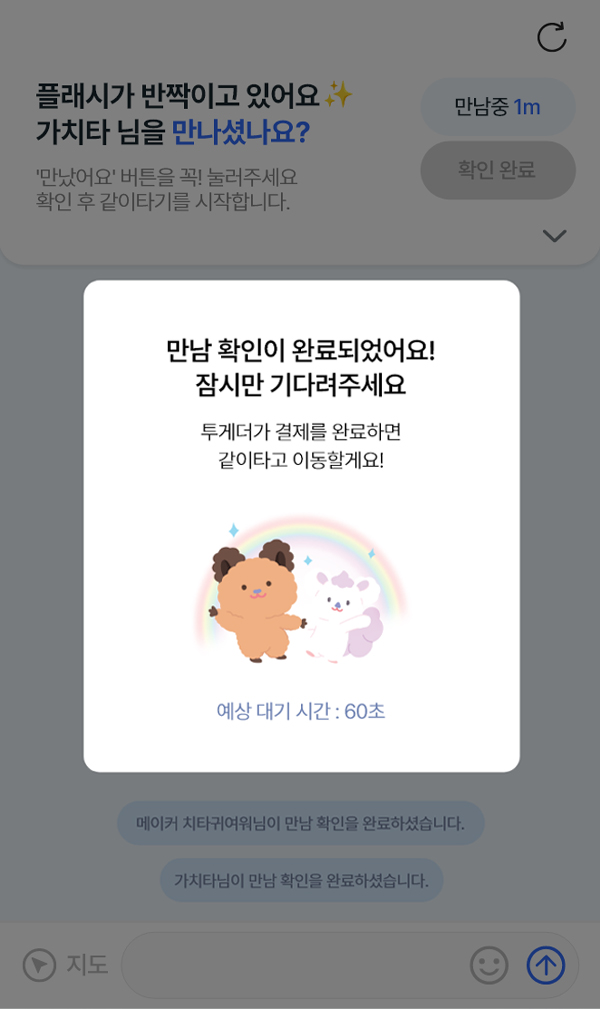 플래시가 반짝이고 있어요✨
가치타 님을 만나셨나요?
'만났어요' 버튼을 꼭! 눌러주세요
확인 후 같이타기를 시작합니다.
만남중 1m
확인 완료
만남 확인이 완료되었어요!
잠시만 기다려주세요
투게더가 결제를 완료하면
같이타고 이동할게요!
예상 대기 시간 : 60초
메이커 치타귀여워님이 만남 확인을 완료하셨습니다.
가치타님이 만남 확인을 완료하셨습니다.
지도